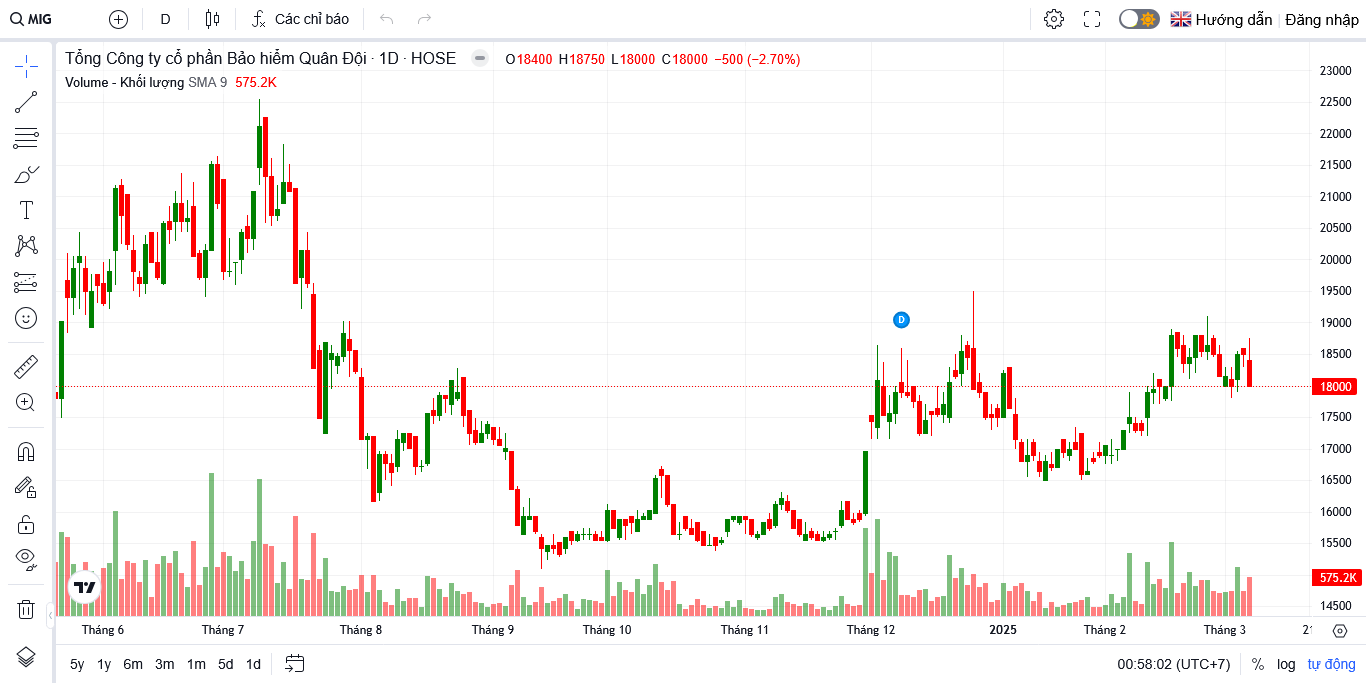 MIG D Các chỉ báo Hướng dẫn Đăng nhập
Tổng Công ty cổ phần Bảo hiểm Quân Đội · 1D · HOSE O18400 H18750 L18000 C18000 −500 (−2.70%)
Volume - Khối lượng SMA 9 575.2K
23000
22500
22000
21500
21000
20500
20000
19500
D
19000
18500
18000
17500
17000
16500
16000
15500
575.2K
14500
Tháng 6 Tháng 7 Tháng 8 Tháng 9 Tháng 10 Tháng 11 Tháng 12 2025 Tháng 2 Tháng 3
5y 1y 6m 3m 1m 5d 1d 00:58:02 (UTC+7) % log tự động